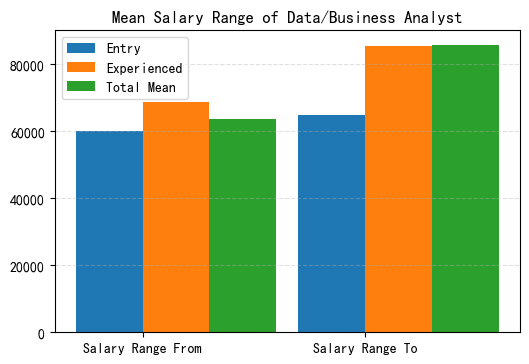 Mean Salary Range of Data/Business Analyst
Entry
Experienced
Total Mean
80000
60000
40000
20000
0
Salary Range From
Salary Range To